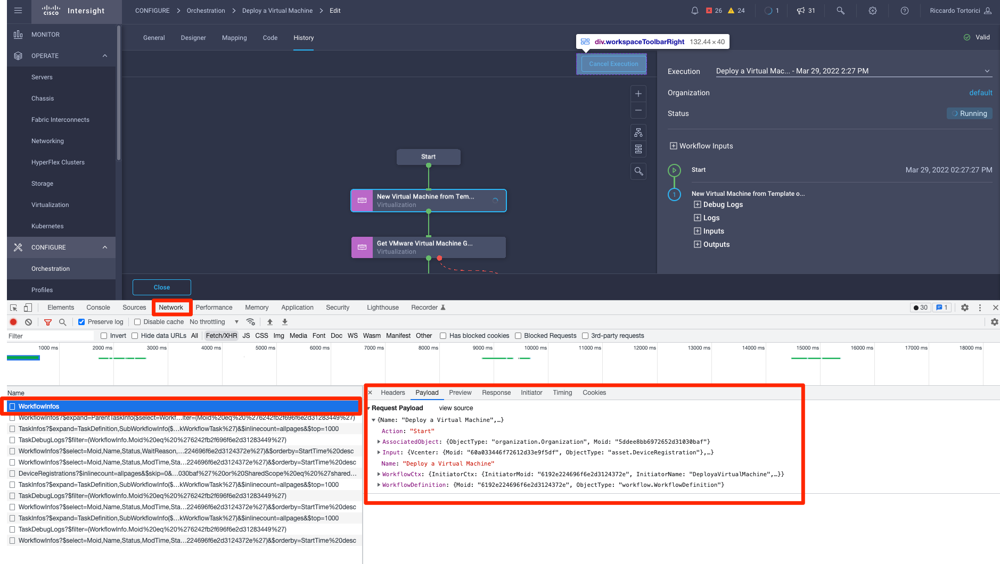 CISCO Intersight
CONFIGURE > Orchestration > Deploy a Virtual Machine > Edit
26 24 1 31
Riccardo Tortorici
MONITOR
OPERATE
Servers
Chassis
Fabric Interconnects
Networking
HyperFlex Clusters
Storage
Virtualization
Kubernetes
CONFIGURE
Orchestration
Profiles
General Designer Mapping Code History
div.workspaceToolbarRight 132.44 × 40
Cancel Execution
Valid
Start
New Virtual Machine from Tem...
Virtualization
Get VMware Virtual Machine G...
Virtualization
Close
Execution Deploy a Virtual Mac... - Mar 29, 2022 2:27 PM
Organization default
Status Running
Workflow Inputs
Start Mar 29, 2022 02:27:27 PM
1 New Virtual Machine from Template o...
Debug Logs
Logs
Inputs
Outputs
Elements Console Sources Network Performance Memory Application Security Lighthouse Recorder 30 1
Preserve log Disable cache No throttling
Filter Invert Hide data URLs All Fetch/XHR JS CSS Img Media Font Doc WS Wasm Manifest Other Has blocked cookies Blocked Requests 3rd-party requests
1000 ms 2000 ms 3000 ms 4000 ms 5000 ms 6000 ms 7000 ms 8000 ms 9000 ms 10000 ms 11000 ms 12000 ms 13000 ms 14000 ms 15000 ms 16000 ms 17000 ms 18000 ms
Name
WorkflowInfos
WorkflowInfos?$expand=ParentTaskInfo($select=Workf...lter=(Moid%20eq%20%276242fb2f696f6e2d31283449%27)
TaskInfos?$expand=TaskDefinition,SubWorkflowInfo($...kWorkflowTask%27)&$inlinecount=allpages&$top=1000
TaskDebugLogs?$filter=(WorkflowInfo.Moid%20eq%20%276242fb2f696f6e2d31283449%27)
WorkflowInfos?$select=Moid,Name,Status,WaitReason,...224696f6e2d3124372e%27)&$orderby=StartTime%20desc
WorkflowInfos?$select=Moid,Name,Status,ModTime,Sta...224696f6e2d3124372e%27)&$orderby=StartTime%20desc
DeviceRegistrations?$inlinecount=allpages&$skip=0&...030baf%27%20or%20SharedScope%20eq%20%27shared...
TaskInfos?$expand=TaskDefinition,SubWorkflowInfo($...kWorkflowTask%27)&$inlinecount=allpages&$top=1000
TaskDebugLogs?$filter=(WorkflowInfo.Moid%20eq%20%276242fb2f696f6e2d31283449%27)
WorkflowInfos?$select=Moid,Name,Status,ModTime,Sta...224696f6e2d3124372e%27)&$orderby=StartTime%20desc
TaskInfos?$expand=TaskDefinition,SubWorkflowInfo($...kWorkflowTask%27)&$inlinecount=allpages&$top=1000
TaskDebugLogs?$filter=(WorkflowInfo.Moid%20eq%20%276242fb2f696f6e2d31283449%27)
WorkflowInfos?$select=Moid,Name,Status,ModTime,Sta...224696f6e2d3124372e%27)&$orderby=StartTime%20desc
Headers Payload Preview Response Initiator Timing Cookies
Request Payload view source
{Name: "Deploy a Virtual Machine",…}
Action: "Start"
AssociatedObject: {ObjectType: "organization.Organization", Moid: "5ddee8bb6972652d31030baf"}
Input: {Vcenter: {Moid: "60a033446f72612d33e9f5df", ObjectType: "asset.DeviceRegistration"},…}
Name: "Deploy a Virtual Machine"
WorkflowCtx: {InitiatorCtx: {InitiatorMoid: "6192e224696f6e2d3124372e", InitiatorName: "DeployaVirtualMachine",…}}
WorkflowDefinition: {Moid: "6192e224696f6e2d3124372e", ObjectType: "workflow.WorkflowDefinition"}